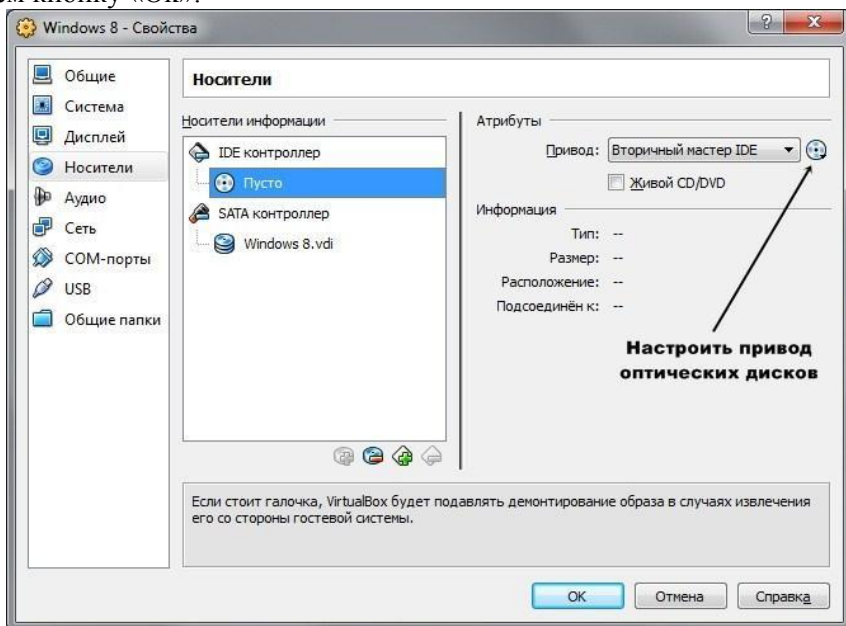 кнопку «ОК».
Windows 8 - Свойства
Общие
Система
Дисплей
Носители
Аудио
Сеть
COM-порты
USB
Общие папки
Носители
Носители информации
IDE контроллер
Пусто
SATA контроллер
Windows 8.vdi
Атрибуты
Привод: Вторичный мастер IDE
Живой CD/DVD
Информация
Тип: --
Размер: --
Расположение: --
Подсоединён к: --
Настроить привод
оптических дисков
Если стоит галочка, VirtualBox будет подавлять демонтирование образа в случаях извлечения
его со стороны гостевой системы.
OK Отмена Справка